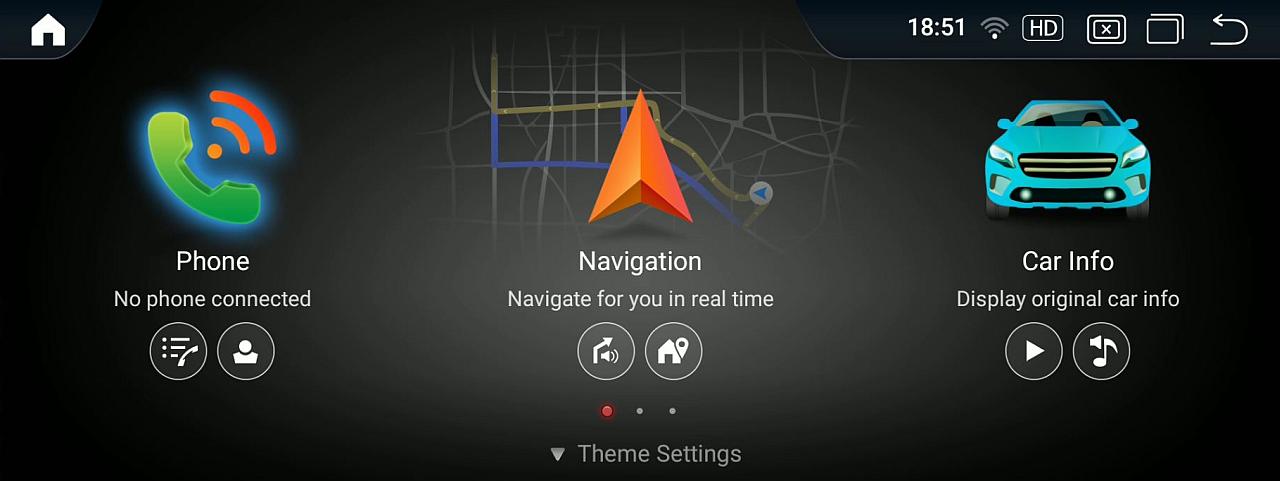 18:51 HD
Phone
No phone connected
Navigation
Navigate for you in real time
Car Info
Display original car info
Theme Settings